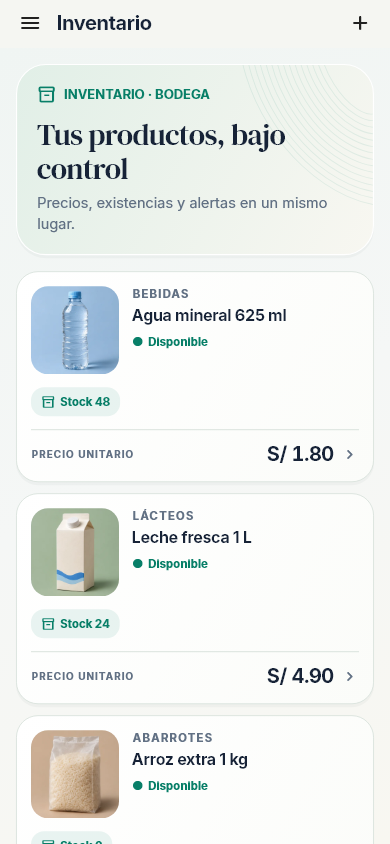 Inventario
INVENTARIO · BODEGA
Tus productos, bajo
control
Precios, existencias y alertas en un mismo
lugar.
BEBIDAS
Agua mineral 625 ml
Disponible
Stock 48
PRECIO UNITARIO
S/ 1.80
LÁCTEOS
Leche fresca 1 L
Disponible
Stock 24
PRECIO UNITARIO
S/ 4.90
ABARROTES
Arroz extra 1 kg
Disponible
Stock